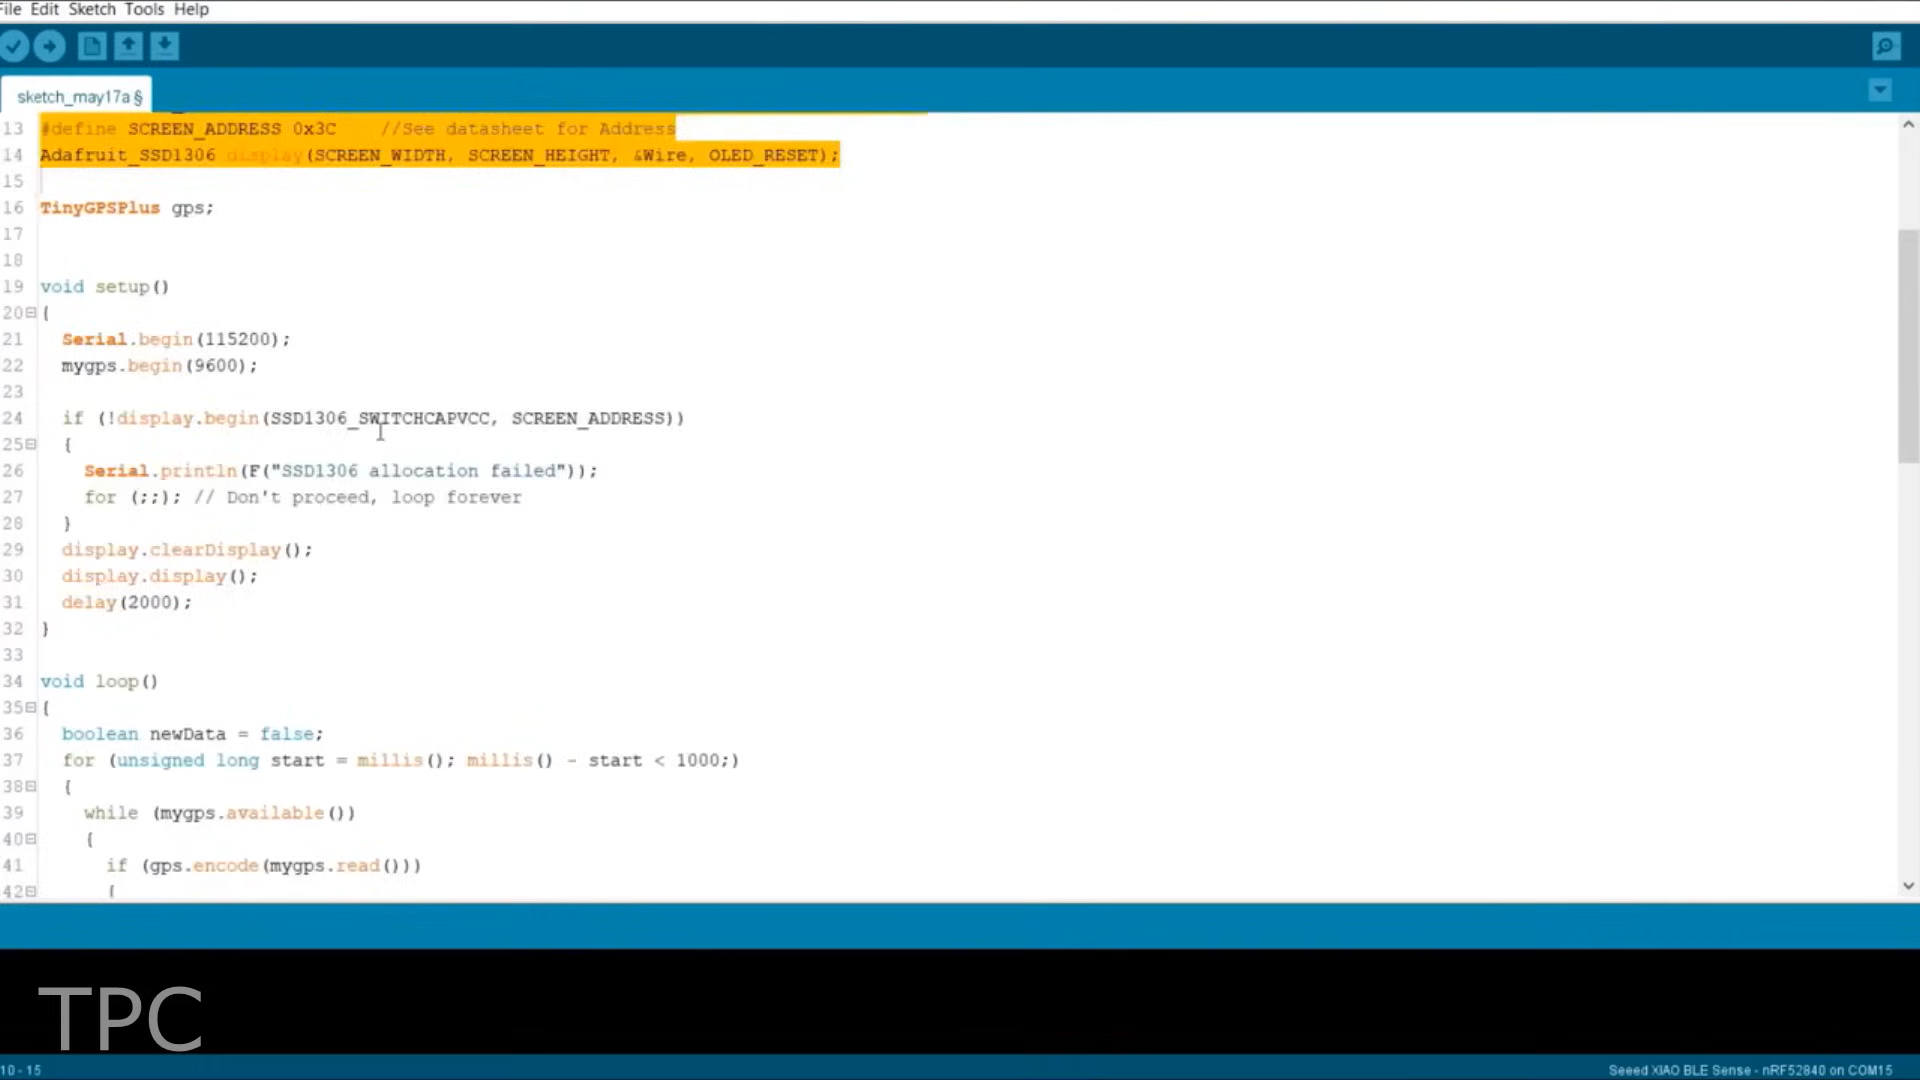 File Edit Sketch Tools Help
sketch_may17a §
13 #define SCREEN_ADDRESS 0x3C //See datasheet for Address
14 Adafruit_SSD1306 display(SCREEN_WIDTH, SCREEN_HEIGHT, &Wire, OLED_RESET);
15
16 TinyGPSPlus gps;
17
18
19 void setup()
20 {
21 Serial.begin(115200);
22 mygps.begin(9600);
23
24 if (!display.begin(SSD1306_SWITCHCAPVCC, SCREEN_ADDRESS))
25 {
26 Serial.println(F("SSD1306 allocation failed"));
27 for (;;); // Don't proceed, loop forever
28 }
29 display.clearDisplay();
30 display.display();
31 delay(2000);
32 }
33
34 void loop()
35 {
36 boolean newData = false;
37 for (unsigned long start = millis(); millis() - start < 1000;)
38 {
39 while (mygps.available())
40 {
41 if (gps.encode(mygps.read()))
42 {
TPC
10 - 15
Seeed XIAO BLE Sense - nRF52840 on COM15